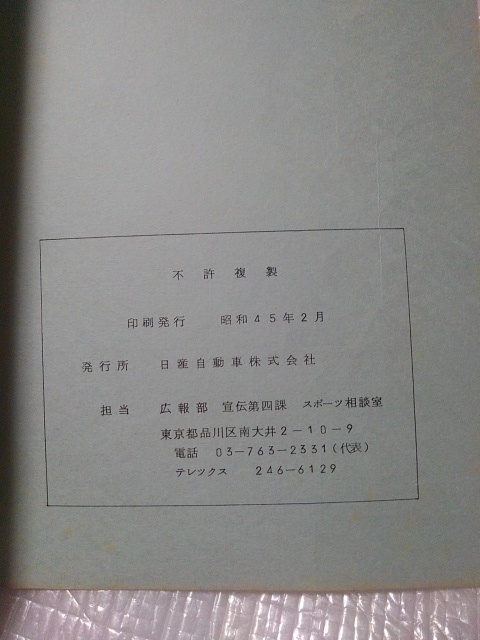 不許複製
印刷発行 昭和45年2月
発行所 日産自動車株式会社
担当 広報部 宣伝第四課 スポーツ相談室
東京都品川区南大井2-10-9
電話 03-763-2331(代表)
テレックス 246-6129